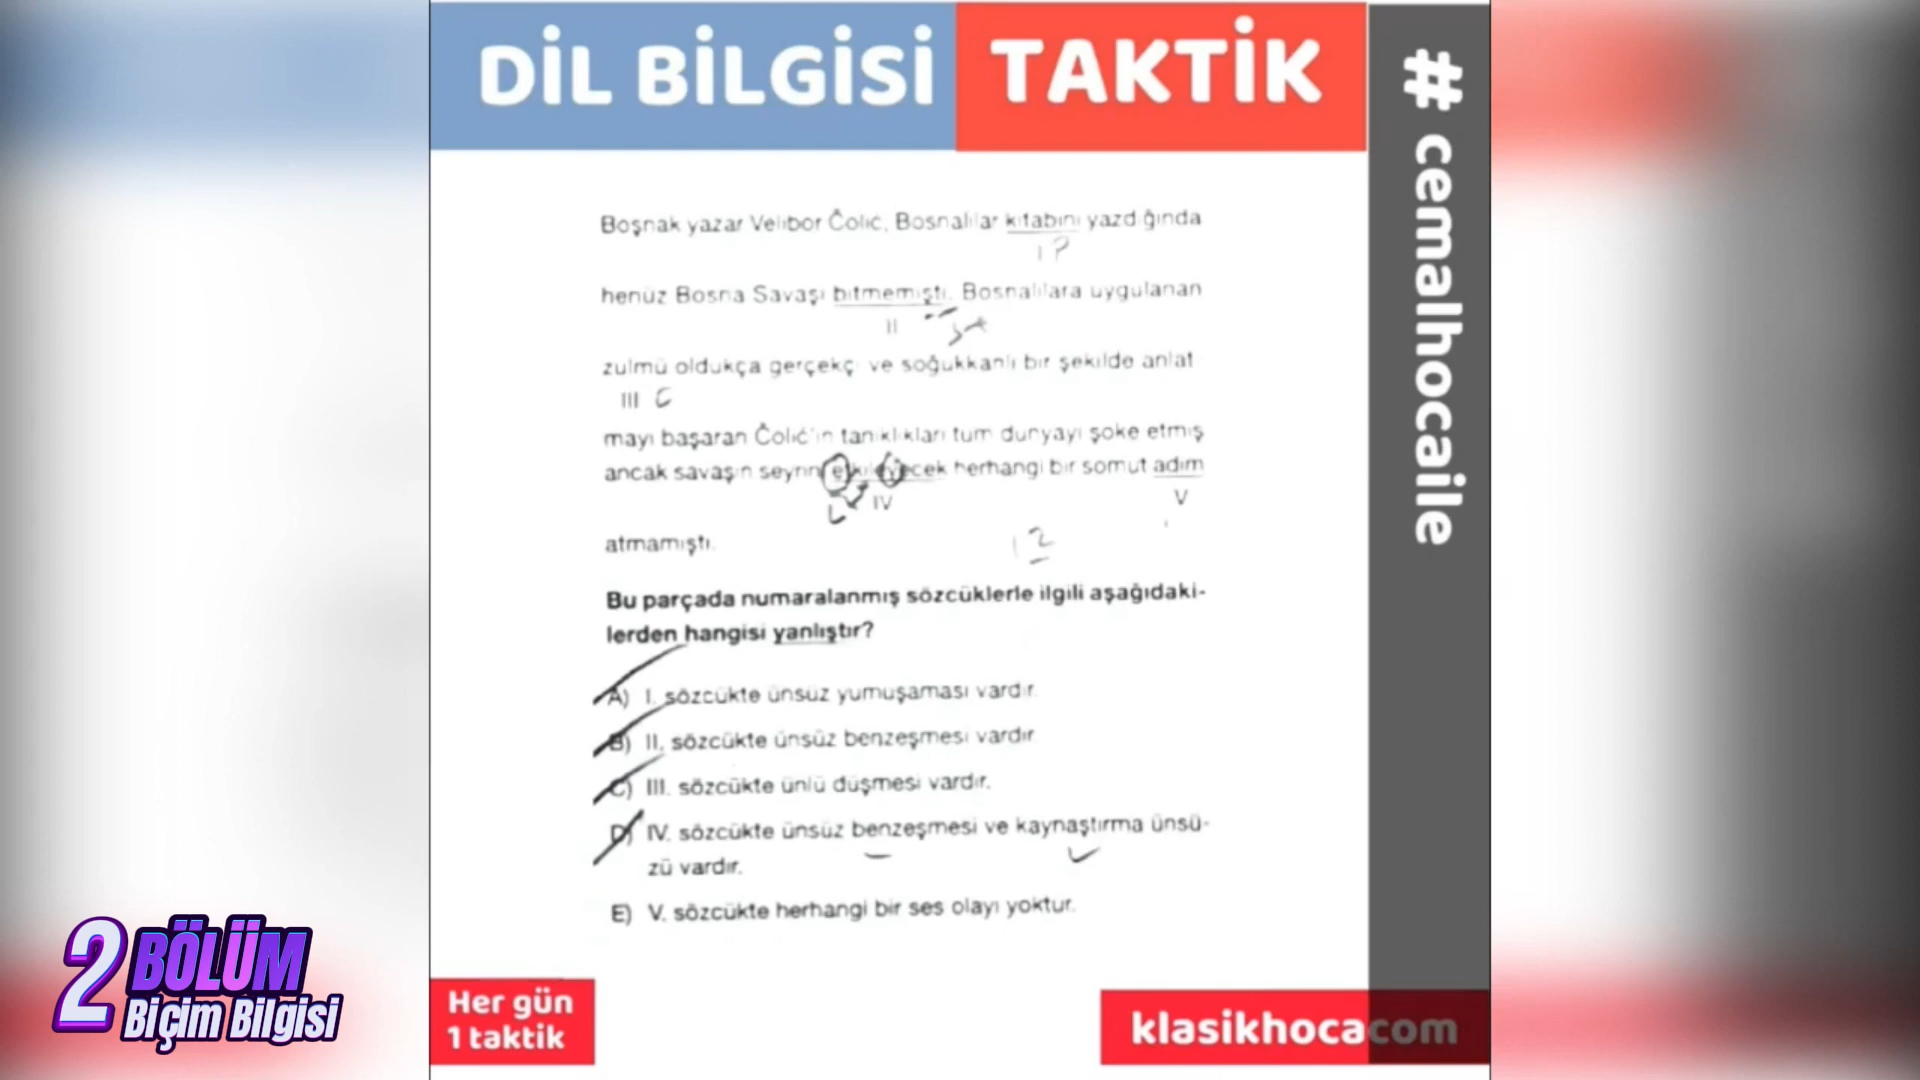 DİL BİLGİSİ TAKTİK
# cemalhocaile
Boşnak yazar Velibor Čolić, Bosnalılar kitabını yazdığında
I P
henüz Bosna Savaşı bitmemişti. Bosnalılara uygulanan
II
zulmü oldukça gerçekçi ve soğukkanlı bir şekilde anlat
III
mayı başaran Čolić'in tanıklıkları tüm dünyayı şoke etmiş
ancak savaşın seyrini etkileyecek herhangi bir somut adım
IV V
atmamıştı.
12
Bu parçada numaralanmış sözcüklerle ilgili aşağıdaki-
lerden hangisi yanlıştır?
A) I. sözcükte ünsüz yumuşaması vardır.
B) II. sözcükte ünsüz benzeşmesi vardır
C) III. sözcükte ünlü düşmesi vardır.
D) IV. sözcükte ünsüz benzeşmesi ve kaynaştırma ünsü-
zü vardır.
E) V. sözcükte herhangi bir ses olayı yoktur.
2 BÖLÜM
Biçim Bilgisi
Her gün
1 taktik
klasikhocacom